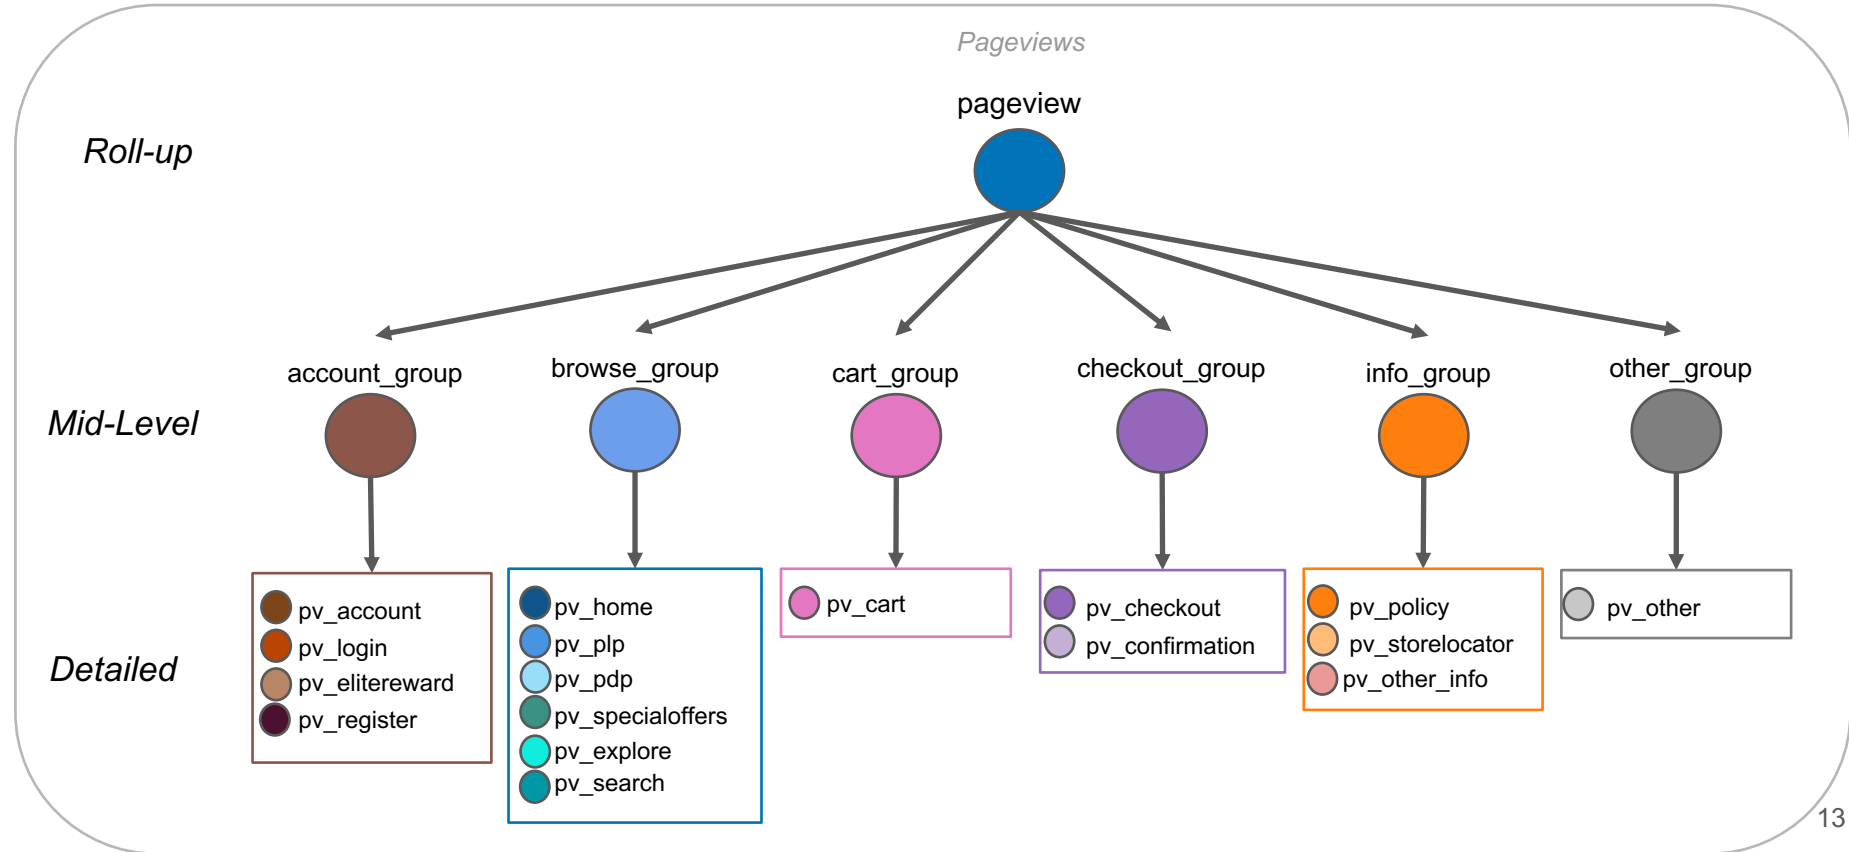 Pageviews
pageview
Roll-up
account_group
browse_group
cart_group
checkout_group
info_group
other_group
Mid-Level
pv_account
pv_login
pv_elitereward
pv_register
pv_home
pv_plp
pv_pdp
pv_specialoffers
pv_explore
pv_search
pv_cart
pv_checkout
pv_confirmation
pv_policy
pv_storelocator
pv_other_info
pv_other
Detailed
13